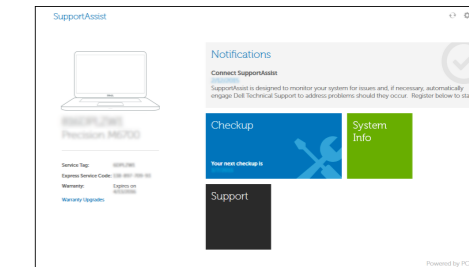 SupportAssist
Notifications
Connect SupportAssist
SupportAssist is designed to monitor your system for issues and, if necessary, automatically
engage Dell Technical Support to address problems should they occur. Register below to sta
Precision M6700
Checkup
System
Info
Service Tag:
Express Service Code:
Your next checkup is
Warranty: Expires on
Warranty Upgrades
Support
Powered by PC